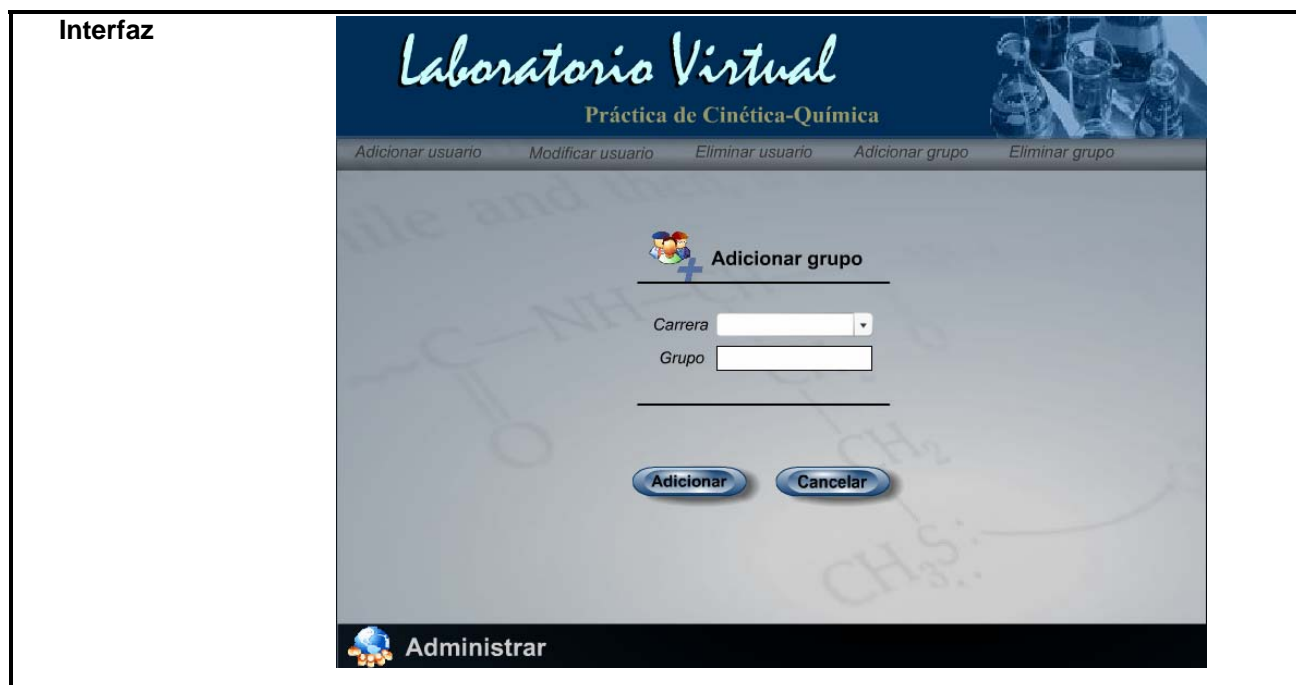 Interfaz
Laboratorio Virtual
Práctica de Cinética-Química
Adicionar usuario Modificar usuario Eliminar usuario Adicionar grupo Eliminar grupo
Adicionar grupo
Carrera
Grupo
Adicionar Cancelar
Administrar